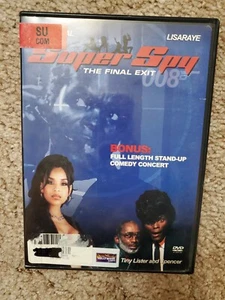 SU
COM
LISARAYE
Super Spy
THE FINAL EXIT
008
BONUS:
FULL LENGTH STAND-UP
COMEDY CONCERT
Tiny Lister and Spencer
DVD